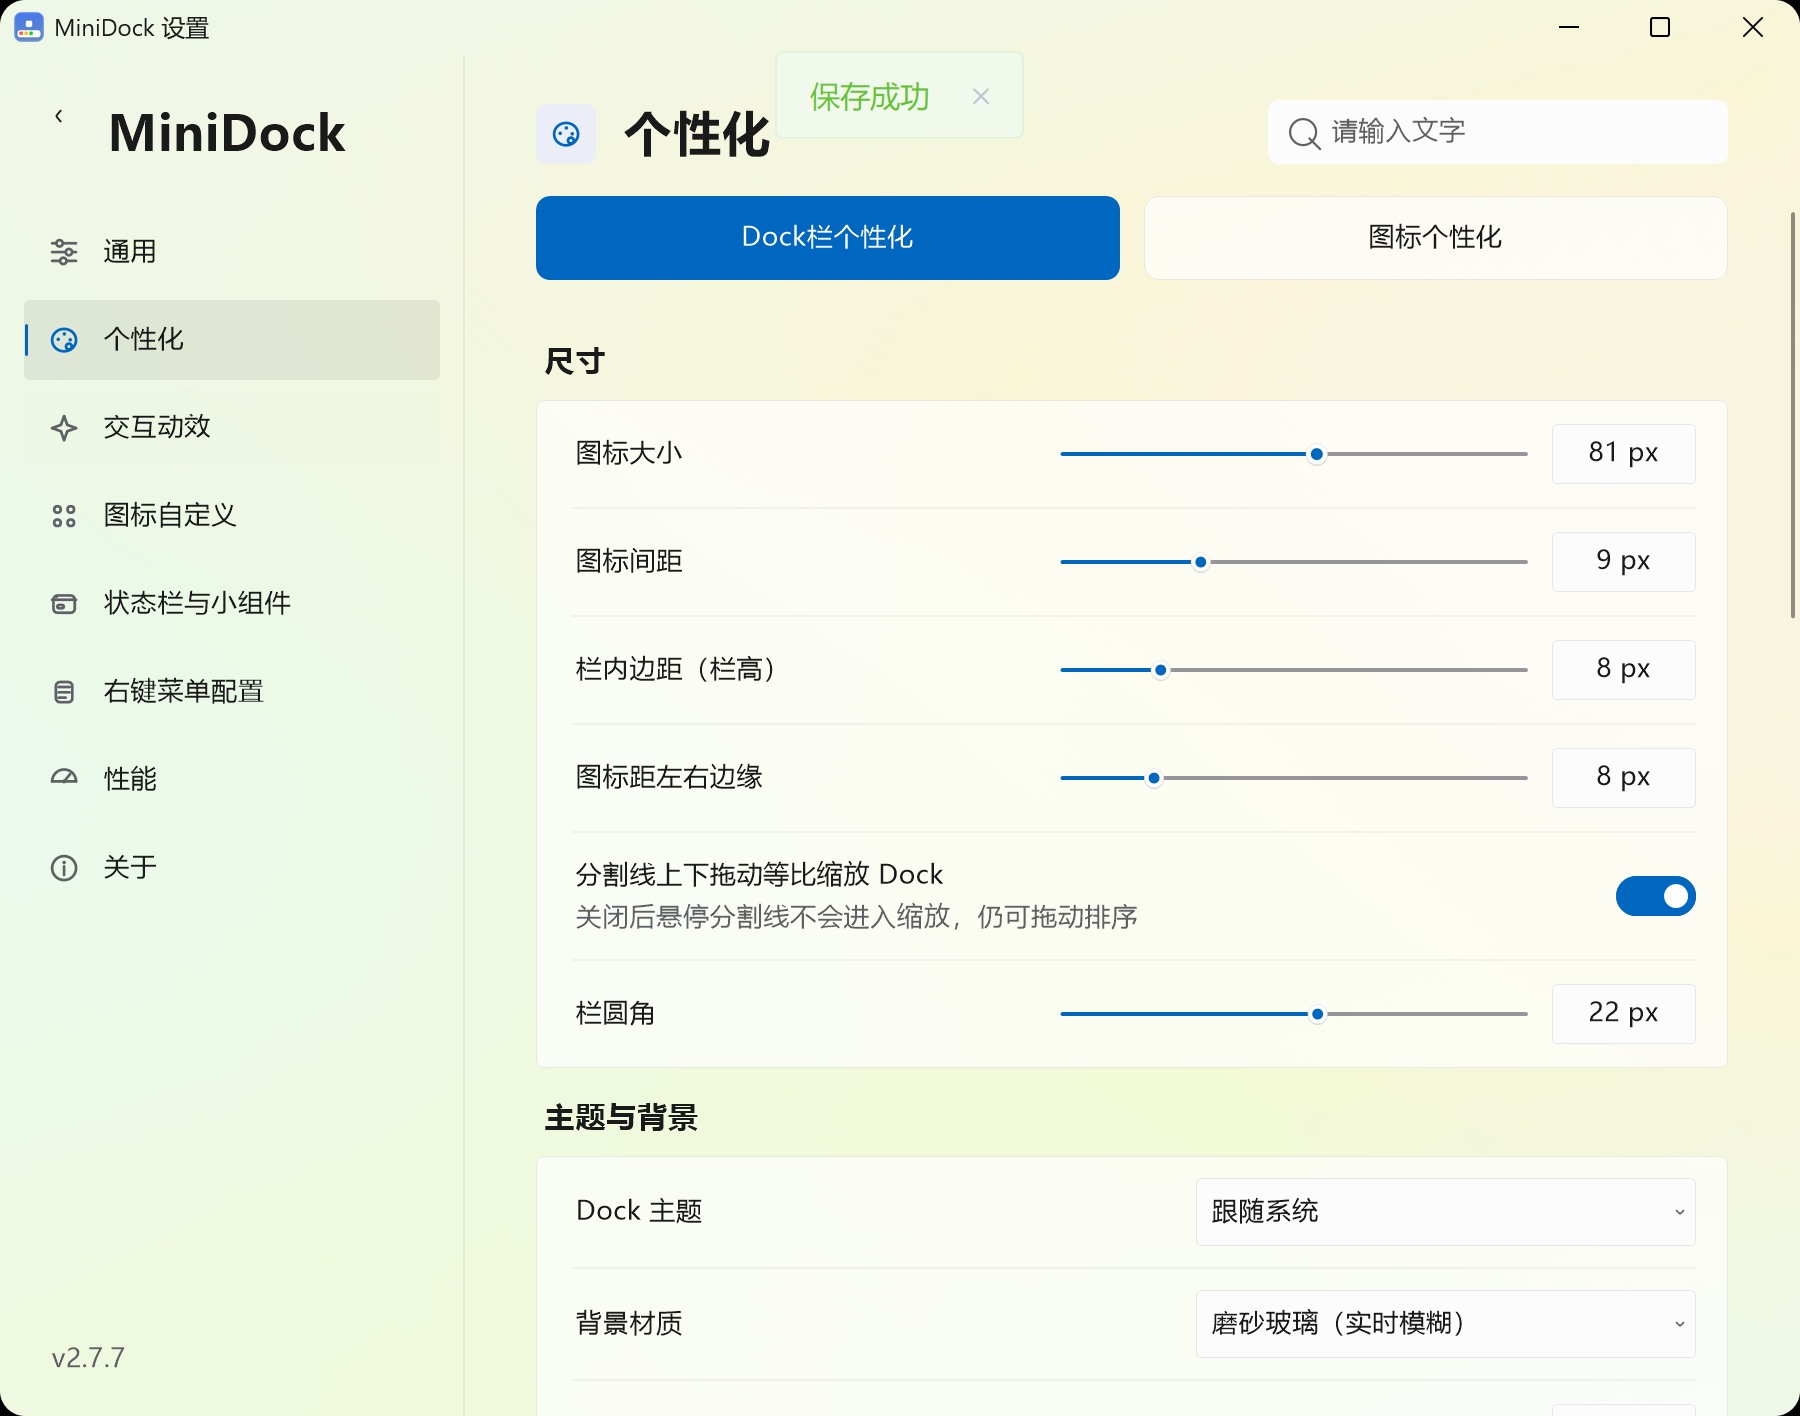 MiniDock 设置
保存成功
MiniDock
通用
个性化
交互动效
图标自定义
状态栏与小组件
右键菜单配置
性能
关于
v2.7.7
个性化
请输入文字
Dock栏个性化
图标个性化
尺寸
图标大小
81 px
图标间距
9 px
栏内边距（栏高）
8 px
图标距左右边缘
8 px
分割线上下拖动等比缩放 Dock
关闭后悬停分割线不会进入缩放，仍可拖动排序
栏圆角
22 px
主题与背景
Dock 主题
跟随系统
背景材质
磨砂玻璃（实时模糊）